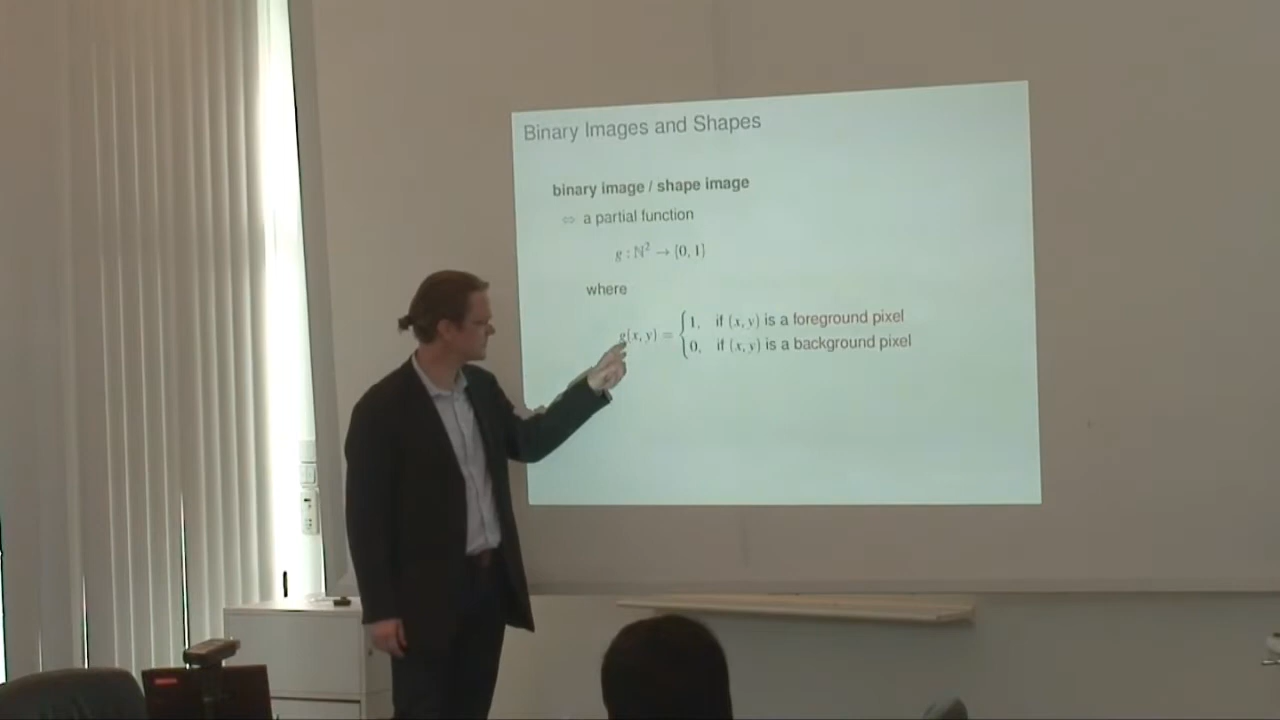 Binary Images and Shapes
binary image / shape image
⇔ a partial function
g : ℕ² → {0, 1}
where
g(x, y) = {1, if (x, y) is a foreground pixel
0, if (x, y) is a background pixel